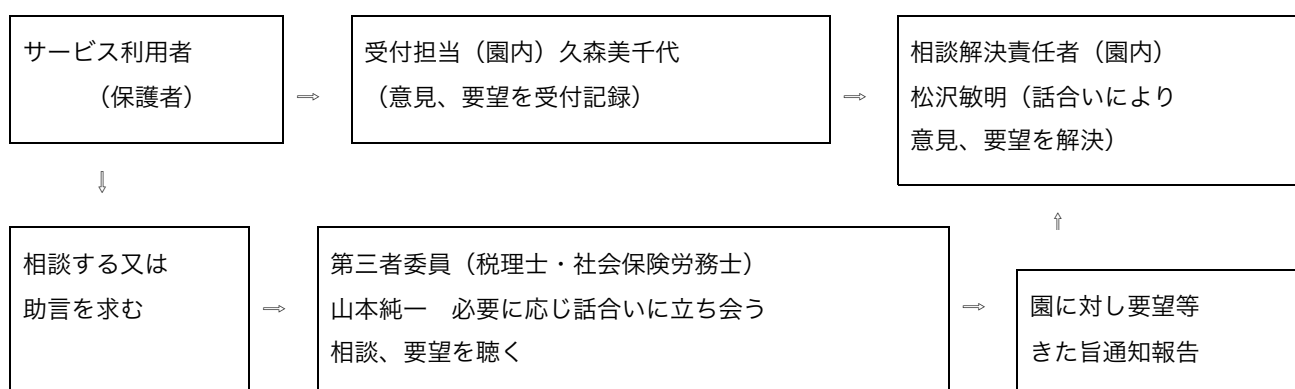 サービス利用者
（保護者）
⇒
受付担当（園内）久森美千代
（意見、要望を受付記録）
⇒
相談解決責任者（園内）
松沢敏明（話合いにより
意見、要望を解決）
⇓
⇑
相談する又は
助言を求む
⇒
第三者委員（税理士・社会保険労務士）
山本純一　必要に応じ話合いに立ち会う
相談、要望を聴く
⇒
園に対し要望等
きた旨通知報告